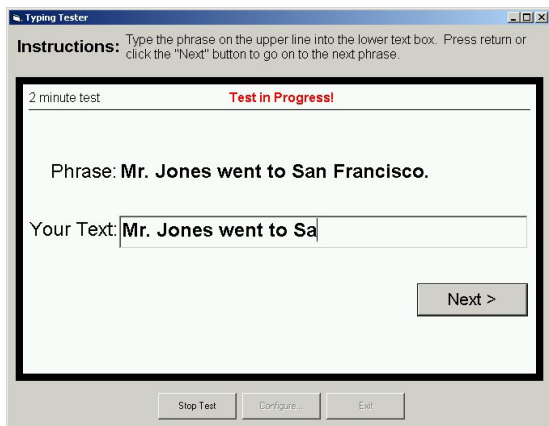 Typing Tester
Instructions: Type the phrase on the upper line into the lower text box. Press return or
click the "Next" button to go on to the next phrase.
2 minute test Test in Progress!
Phrase: Mr. Jones went to San Francisco.
Your Text: Mr. Jones went to Sa
Next >
Stop Test Configure... Exit